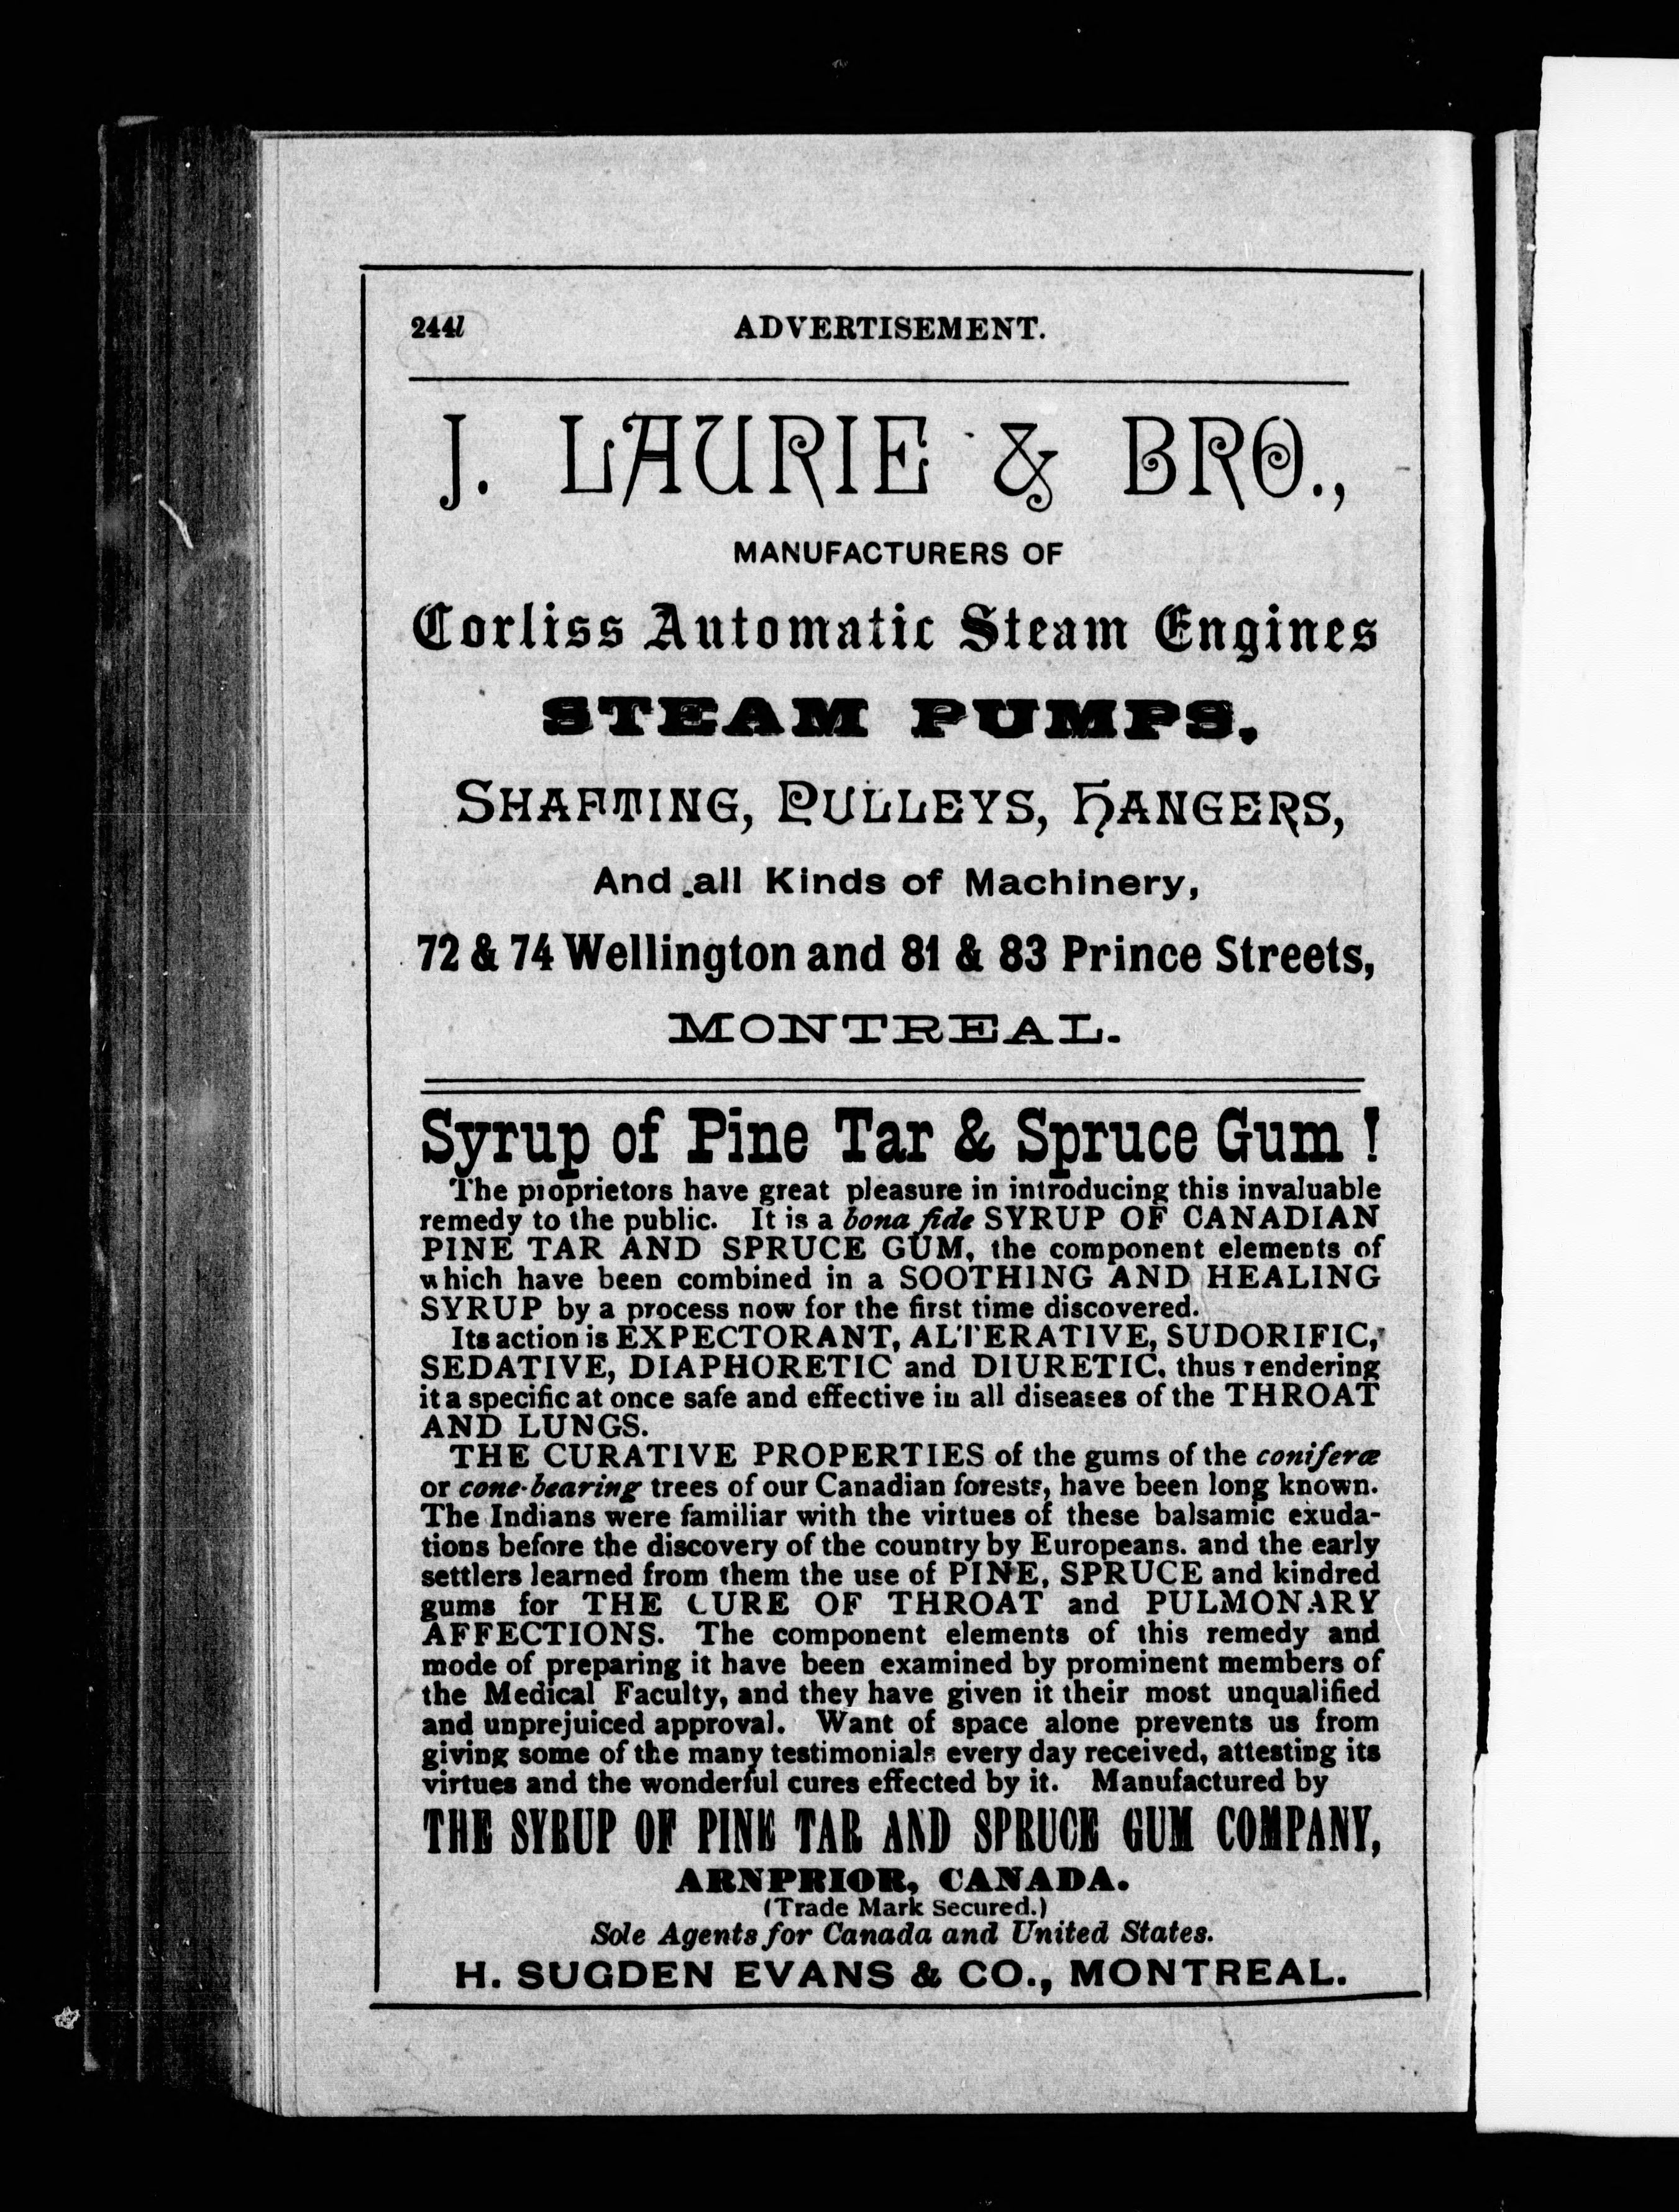 244l ADVERTISEMENT.
J. LAURIE & BRO.,
MANUFACTURERS OF
Corliss Automatic Steam Engines
STEAM PUMPS,
SHAFTING, PULLEYS, HANGERS,
And all Kinds of Machinery,
72 & 74 Wellington and 81 & 83 Prince Streets,
MONTREAL.
Syrup of Pine Tar & Spruce Gum !
The proprietors have great pleasure in introducing this invaluable
remedy to the public. It is a bona fide SYRUP OF CANADIAN
PINE TAR AND SPRUCE GUM, the component elements of
which have been combined in a SOOTHING AND HEALING
SYRUP by a process now for the first time discovered.
Its action is EXPECTORANT, ALTERATIVE, SUDORIFIC,
SEDATIVE, DIAPHORETIC and DIURETIC, thus rendering
it a specific at once safe and effective in all diseases of the THROAT
AND LUNGS.
THE CURATIVE PROPERTIES of the gums of the coniferæ
or cone-bearing trees of our Canadian forests, have been long known.
The Indians were familiar with the virtues of these balsamic exuda-
tions before the discovery of the country by Europeans. and the early
settlers learned from them the use of PINE, SPRUCE and kindred
gums for THE CURE OF THROAT and PULMONARY
AFFECTIONS. The component elements of this remedy and
mode of preparing it have been examined by prominent members of
the Medical Faculty, and they have given it their most unqualified
and unprejuiced approval. Want of space alone prevents us from
giving some of the many testimonials every day received, attesting its
virtues and the wonderful cures effected by it. Manufactured by
THE SYRUP OF PINE TAR AND SPRUCE GUM COMPANY,
ARNPRIOR, CANADA.
(Trade Mark Secured.)
Sole Agents for Canada and United States.
H. SUGDEN EVANS & CO., MONTREAL.